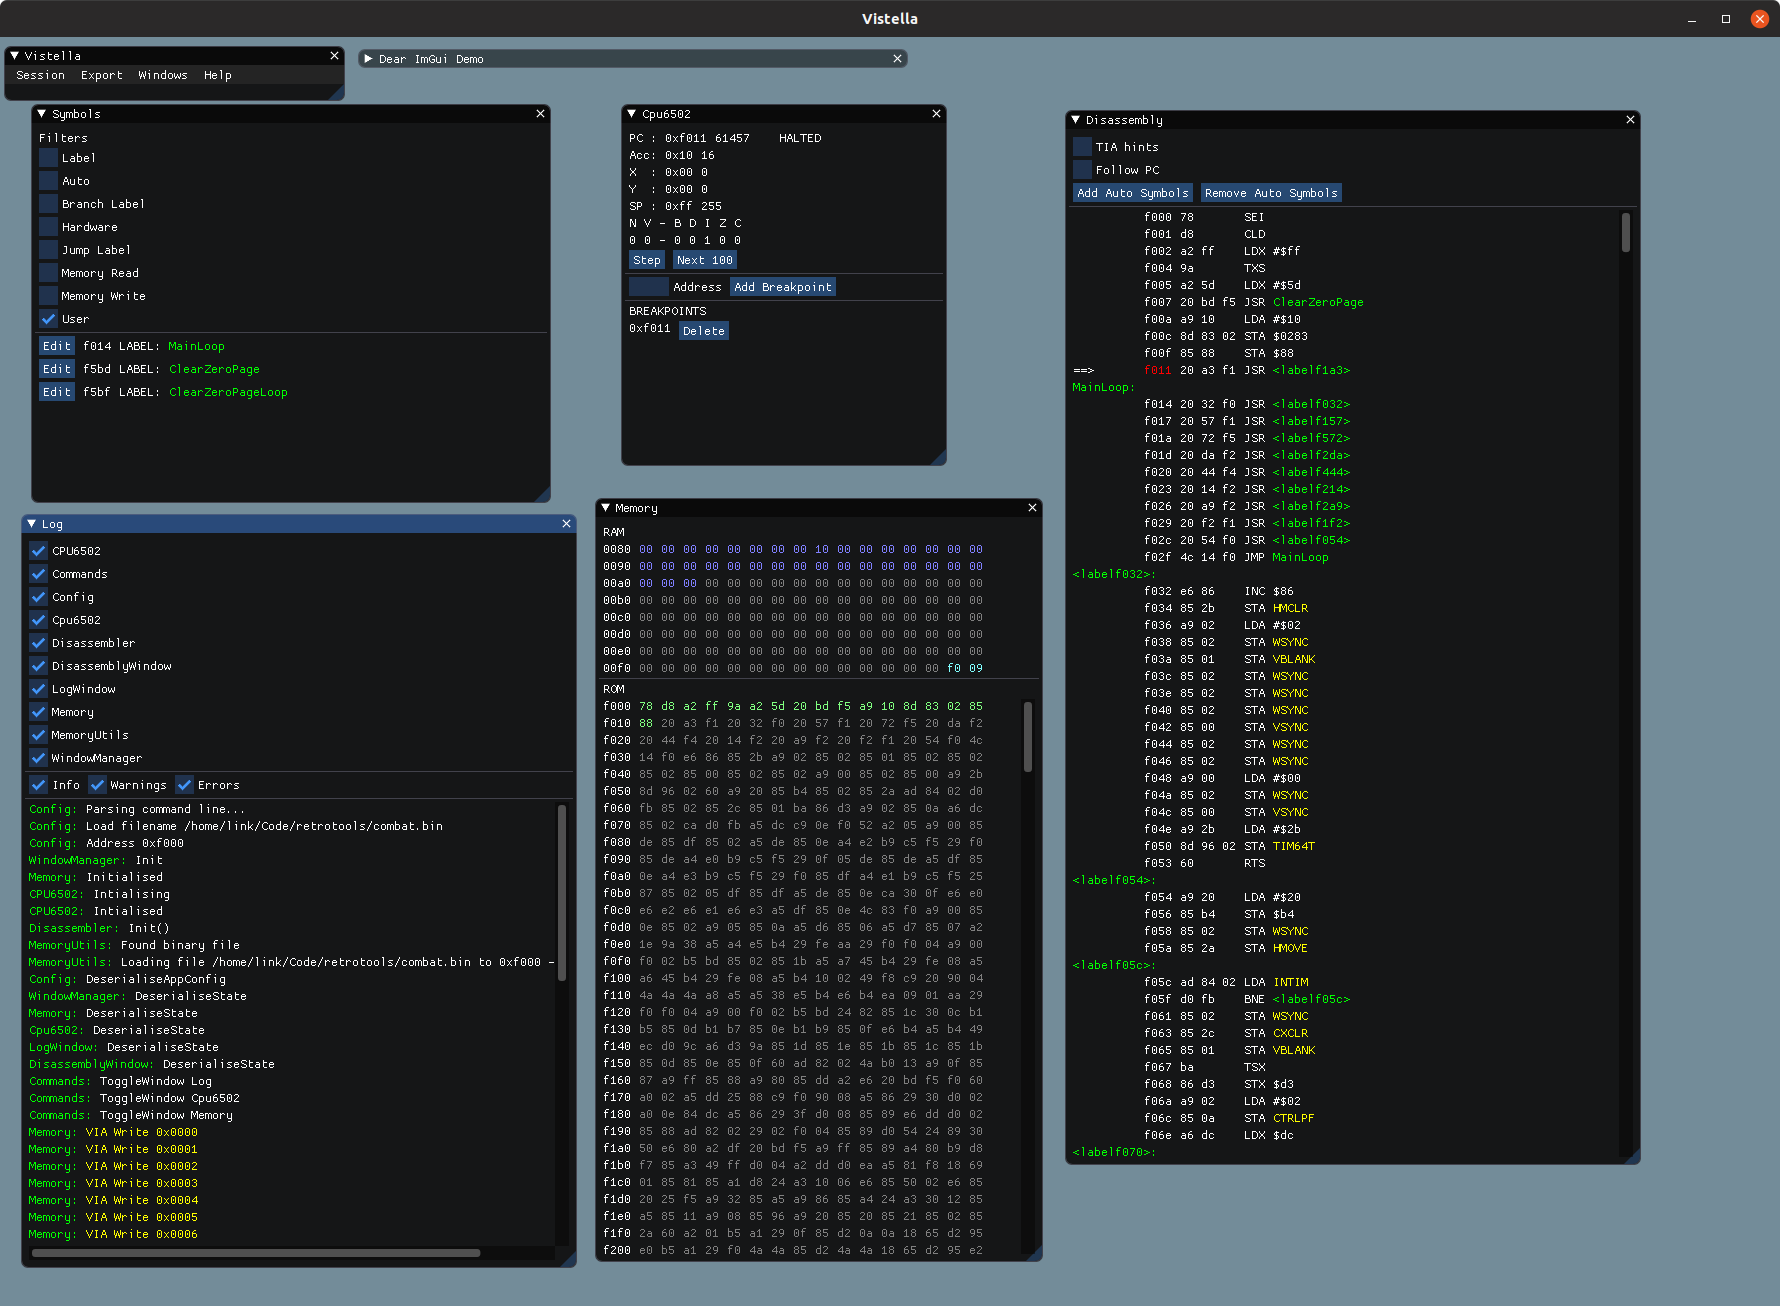 Vistella
Vistella
Session Export Windows Help
Dear ImGui Demo
Symbols
Filters
Label
Auto
Branch Label
Hardware
Jump Label
Memory Read
Memory Write
User
Edit f014 LABEL: MainLoop
Edit f5bd LABEL: ClearZeroPage
Edit f5bf LABEL: ClearZeroPageLoop
Cpu6502
PC : 0xf011 61457 HALTED
Acc: 0x10 16
X : 0x00 0
Y : 0x00 0
SP : 0xff 255
N V - B D I Z C
0 0 - 0 0 1 0 0
Step Next 100
Address Add Breakpoint
BREAKPOINTS
0xf011 Delete
Log
CPU6502
Commands
Config
Cpu6502
Disassembler
DisassemblyWindow
LogWindow
Memory
MemoryUtils
WindowManager
Info Warnings Errors
Config: Parsing command line...
Config: Load filename /home/link/Code/retrotools/combat.bin
Config: Address 0xf000
WindowManager: Init
Memory: Initialised
CPU6502: Intialising
CPU6502: Intialised
Disassembler: Init()
MemoryUtils: Found binary file
MemoryUtils: Loading file /home/link/Code/retrotools/combat.bin to 0xf000 -
Config: DeserialiseAppConfig
WindowManager: DeserialiseState
Memory: DeserialiseState
Cpu6502: DeserialiseState
LogWindow: DeserialiseState
DisassemblyWindow: DeserialiseState
Commands: ToggleWindow Log
Commands: ToggleWindow Cpu6502
Commands: ToggleWindow Memory
Memory: VIA Write 0x0000
Memory: VIA Write 0x0001
Memory: VIA Write 0x0002
Memory: VIA Write 0x0003
Memory: VIA Write 0x0004
Memory: VIA Write 0x0005
Memory: VIA Write 0x0006
Memory
RAM
0080 00 00 00 00 00 00 00 00 10 00 00 00 00 00 00 00
0090 00 00 00 00 00 00 00 00 00 00 00 00 00 00 00 00
00a0 00 00 00 00 00 00 00 00 00 00 00 00 00 00 00 00
00b0 00 00 00 00 00 00 00 00 00 00 00 00 00 00 00 00
00c0 00 00 00 00 00 00 00 00 00 00 00 00 00 00 00 00
00d0 00 00 00 00 00 00 00 00 00 00 00 00 00 00 00 00
00e0 00 00 00 00 00 00 00 00 00 00 00 00 00 00 00 00
00f0 00 00 00 00 00 00 00 00 00 00 00 00 00 00 f0 09
ROM
f000 78 d8 a2 ff 9a a2 5d 20 bd f5 a9 10 8d 83 02 85
f010 88 20 a3 f1 20 32 f0 20 57 f1 20 72 f5 20 da f2
f020 20 44 f4 20 14 f2 20 a9 f2 20 f2 f1 20 54 f0 4c
f030 14 f0 e6 86 85 2b a9 02 85 02 85 01 85 02 85 02
f040 85 02 85 00 85 02 85 02 a9 00 85 02 85 00 a9 2b
f050 8d 96 02 60 a9 20 85 b4 85 02 85 2a ad 84 02 d0
f060 fb 85 02 85 2c 85 01 ba 86 d3 a9 02 85 0a a6 dc
f070 85 02 ca d0 fb a5 dc c9 0e f0 52 a2 05 a9 00 85
f080 de 85 df 85 02 a5 de 85 0e a4 e2 b9 c5 f5 29 f0
f090 85 de a4 e0 b9 c5 f5 29 0f 05 de 85 de a5 df 85
f0a0 0e a4 e3 b9 c5 f5 29 f0 85 df a4 e1 b9 c5 f5 25
f0b0 87 85 02 05 df 85 df a5 de 85 0e ca 30 0f e6 e0
f0c0 e6 e2 e6 e1 e6 e3 a5 df 85 0e 4c 83 f0 a9 00 85
f0d0 0e 85 02 a9 05 85 0a a5 d6 85 06 a5 d7 85 07 a2
f0e0 1e 9a 38 a5 a4 e5 b4 29 fe aa 29 f0 f0 04 a9 00
f0f0 f0 02 b5 bd 85 02 85 1b a5 a7 45 b4 29 fe 08 a5
f100 a6 45 b4 29 fe 08 a5 b4 10 02 49 f8 c9 20 90 04
f110 4a 4a 4a a8 a5 a5 38 e5 b4 e6 b4 ea 09 01 aa 29
f120 f0 f0 04 a9 00 f0 02 b5 bd 24 82 85 1c 30 0c b1
f130 b5 85 0d b1 b7 85 0e b1 b9 85 0f e6 b4 a5 b4 49
f140 ec d0 9c a6 d3 9a 85 1d 85 1e 85 1b 85 1c 85 1b
f150 85 0d 85 0e 85 0f 60 ad 82 02 4a b0 13 a9 0f 85
f160 87 a9 ff 85 88 a9 80 85 dd a2 e6 20 bd f5 f0 60
f170 a0 02 a5 dd 25 88 c9 f0 90 08 a5 86 29 30 d0 02
f180 a0 0e 84 dc a5 86 29 3f d0 08 85 89 e6 dd d0 02
f190 85 88 ad 82 02 29 02 f0 04 85 89 d0 54 24 89 30
f1a0 50 e6 80 a2 df 20 bd f5 a9 ff 85 89 a4 80 b9 d8
f1b0 f7 85 a3 49 ff d0 04 a2 dd d0 ea a5 81 f8 18 69
f1c0 01 85 81 85 a1 d8 24 a3 10 06 e6 85 50 02 e6 85
f1d0 20 25 f5 a9 32 85 a5 a9 86 85 a4 24 a3 30 12 85
f1e0 a5 85 11 a9 08 85 96 a9 20 85 20 85 21 85 02 85
f1f0 2a 60 a2 01 b5 a1 29 0f 85 d2 0a 0a 18 65 d2 95
f200 e0 b5 a1 29 f0 4a 4a 85 d2 4a 4a 18 65 d2 95 e2
Disassembly
TIA hints
Follow PC
Add Auto Symbols Remove Auto Symbols
f000 78 SEI
f001 d8 CLD
f002 a2 ff LDX #$ff
f004 9a TXS
f005 a2 5d LDX #$5d
f007 20 bd f5 JSR ClearZeroPage
f00a a9 10 LDA #$10
f00c 8d 83 02 STA $0283
f00f 85 88 STA $88
==> f011 20 a3 f1 JSR <labelf1a3>
MainLoop:
f014 20 32 f0 JSR <labelf032>
f017 20 57 f1 JSR <labelf157>
f01a 20 72 f5 JSR <labelf572>
f01d 20 da f2 JSR <labelf2da>
f020 20 44 f4 JSR <labelf444>
f023 20 14 f2 JSR <labelf214>
f026 20 a9 f2 JSR <labelf2a9>
f029 20 f2 f1 JSR <labelf1f2>
f02c 20 54 f0 JSR <labelf054>
f02f 4c 14 f0 JMP MainLoop
<labelf032>:
f032 e6 86 INC $86
f034 85 2b STA HMCLR
f036 a9 02 LDA #$02
f038 85 02 STA WSYNC
f03a 85 01 STA VBLANK
f03c 85 02 STA WSYNC
f03e 85 02 STA WSYNC
f040 85 02 STA WSYNC
f042 85 00 STA VSYNC
f044 85 02 STA WSYNC
f046 85 02 STA WSYNC
f048 a9 00 LDA #$00
f04a 85 02 STA WSYNC
f04c 85 00 STA VSYNC
f04e a9 2b LDA #$2b
f050 8d 96 02 STA TIM64T
f053 60 RTS
<labelf054>:
f054 a9 20 LDA #$20
f056 85 b4 STA $b4
f058 85 02 STA WSYNC
f05a 85 2a STA HMOVE
<labelf05c>:
f05c ad 84 02 LDA INTIM
f05f d0 fb BNE <labelf05c>
f061 85 02 STA WSYNC
f063 85 2c STA CXCLR
f065 85 01 STA VBLANK
f067 ba TSX
f068 86 d3 STX $d3
f06a a9 02 LDA #$02
f06c 85 0a STA CTRLPF
f06e a6 dc LDX $dc
<labelf070>: